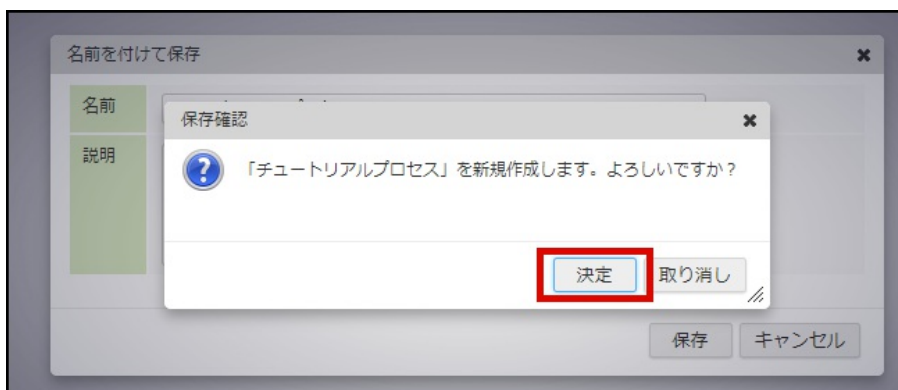 名前を付けて保存
名前
保存確認
説明
「チュートリアルプロセス」を新規作成します。よろしいですか？
決定
取り消し
保存
キャンセル